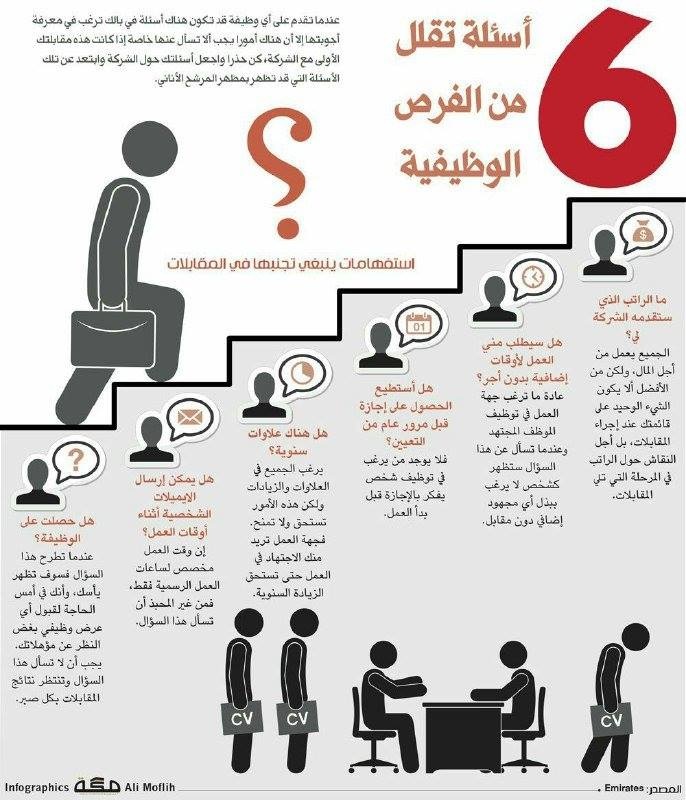 6
أسئلة تقلل
من الفرص
الوظيفية
عندما تقدم على أي وظيفة قد تكون هناك أسئلة في بالك ترغب في معرفة
أجوبتها إلا أن هناك أمورا يجب ألا تسأل عنها خاصة إذا كانت هذه مقابلتك
الأولى مع الشركة، كن حذرا واجعل أسئلتك حول الشركة وابتعد عن تلك
الأسئلة التي قد تظهر بمظهر المرشح الأناني.
؟
استفهامات ينبغي تجنبها في المقابلات
$
ما الراتب الذي
ستقدمه الشركة
لي؟
الجميع يعمل من
أجل المال، ولكن من
الأفضل ألا يكون
الشيء الوحيد على
قائمتك عند إجراء
المقابلات، بل أجل
النقاش حول الراتب
في المرحلة التي تلي
المقابلات.
هل سيطلب مني
العمل لأوقات
إضافية بدون أجر؟
عادة ما ترغب جهة
العمل في توظيف
الموظف المجتهد
وعندما تسأل عن هذا
السؤال ستظهر
كشخص لا يرغب
ببذل أي مجهود
إضافي دون مقابل.
01
هل أستطيع
الحصول على إجازة
قبل مرور عام من
التعيين؟
فلا يوجد من يرغب
في توظيف شخص
يفكر بالإجازة قبل
بدأ العمل.
هل هناك علاوات
سنوية؟
يرغب الجميع في
العلاوات والزيادات
ولكن هذه الأمور
تستحق ولا تمنح.
فجهة العمل تريد
منك الاجتهاد في
العمل حتى تستحق
الزيادة السنوية.
هل يمكن إرسال
الايميلات
الشخصية أثناء
أوقات العمل؟
إن وقت العمل
مخصص لساعات
العمل الرسمية فقط،
فمن غير المحبذ أن
تسأل هذا السؤال.
?
هل حصلت على
الوظيفة؟
عندما تطرح هذا
السؤال فسوف تظهر
يأسك، وأنك في أمس
الحاجة لقبول أي
عرض وظيفي بغض
النظر عن مؤهلاتك.
يجب أن لا تسأل هذا
السؤال وتنتظر نتائج
المقابلات بكل صبر.
CV
CV
CV
المصدر: Emirates
Infographics مكة Ali Moflih